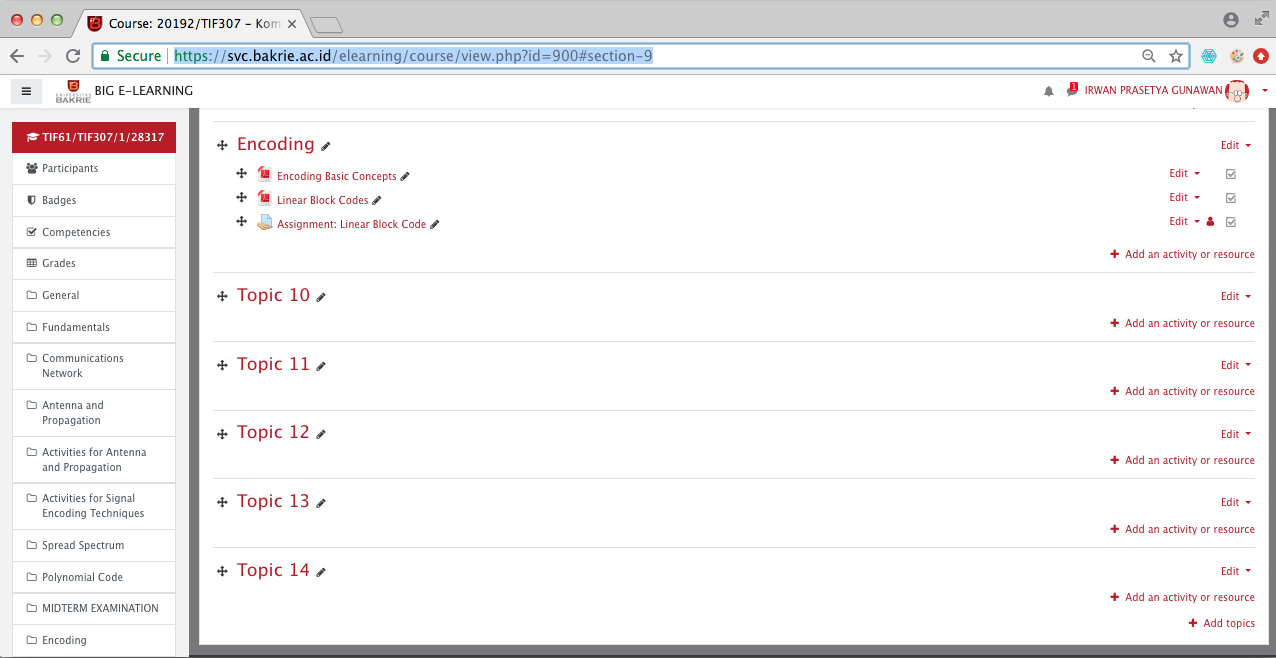 Course: 20192/TIF307 – Kom
Secure
https://svc.bakrie.ac.id/elearning/course/view.php?id=900#section-9
UNIVERSITAS
BAKRIE
BIG E-LEARNING
1
IRWAN PRASETYA GUNAWAN
TIF61/TIF307/1/28317
Participants
Badges
Competencies
Grades
General
Fundamentals
Communications
Network
Antenna and
Propagation
Activities for Antenna
and Propagation
Activities for Signal
Encoding Techniques
Spread Spectrum
Polynomial Code
MIDTERM EXAMINATION
Encoding
Encoding Edit
Encoding Basic Concepts Edit
Linear Block Codes Edit
Assignment: Linear Block Code Edit
Add an activity or resource
Topic 10 Edit
Add an activity or resource
Topic 11 Edit
Add an activity or resource
Topic 12 Edit
Add an activity or resource
Topic 13 Edit
Add an activity or resource
Topic 14 Edit
Add an activity or resource
Add topics